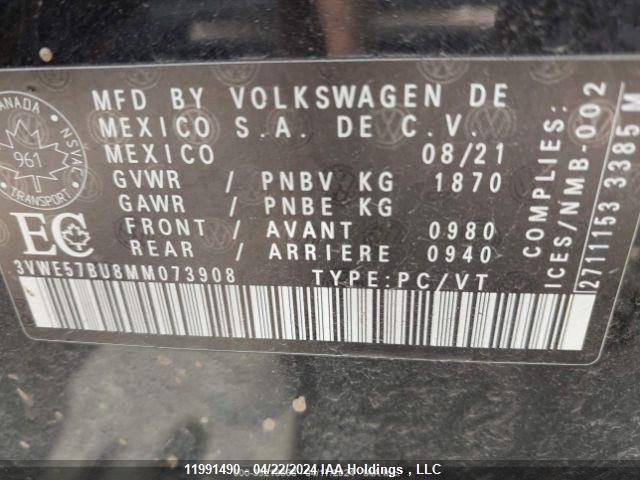 CANADA
961
TRANSPORT
NSVAC
EC
MFD BY VOLKSWAGEN DE
MEXICO S.A. DE C.V.
MEXICO 08/21
GVWR / PNBV KG 1870
GAWR / PNBE KG
FRONT / AVANT 0980
REAR / ARRIERE 0940
3VWE57BU8MM073908 TYPE:PC/VT
COMPLIES:
ICES/NMB-002
2711153 3385 M
11991490 - 04/22/2024 IAA Holdings , LLC